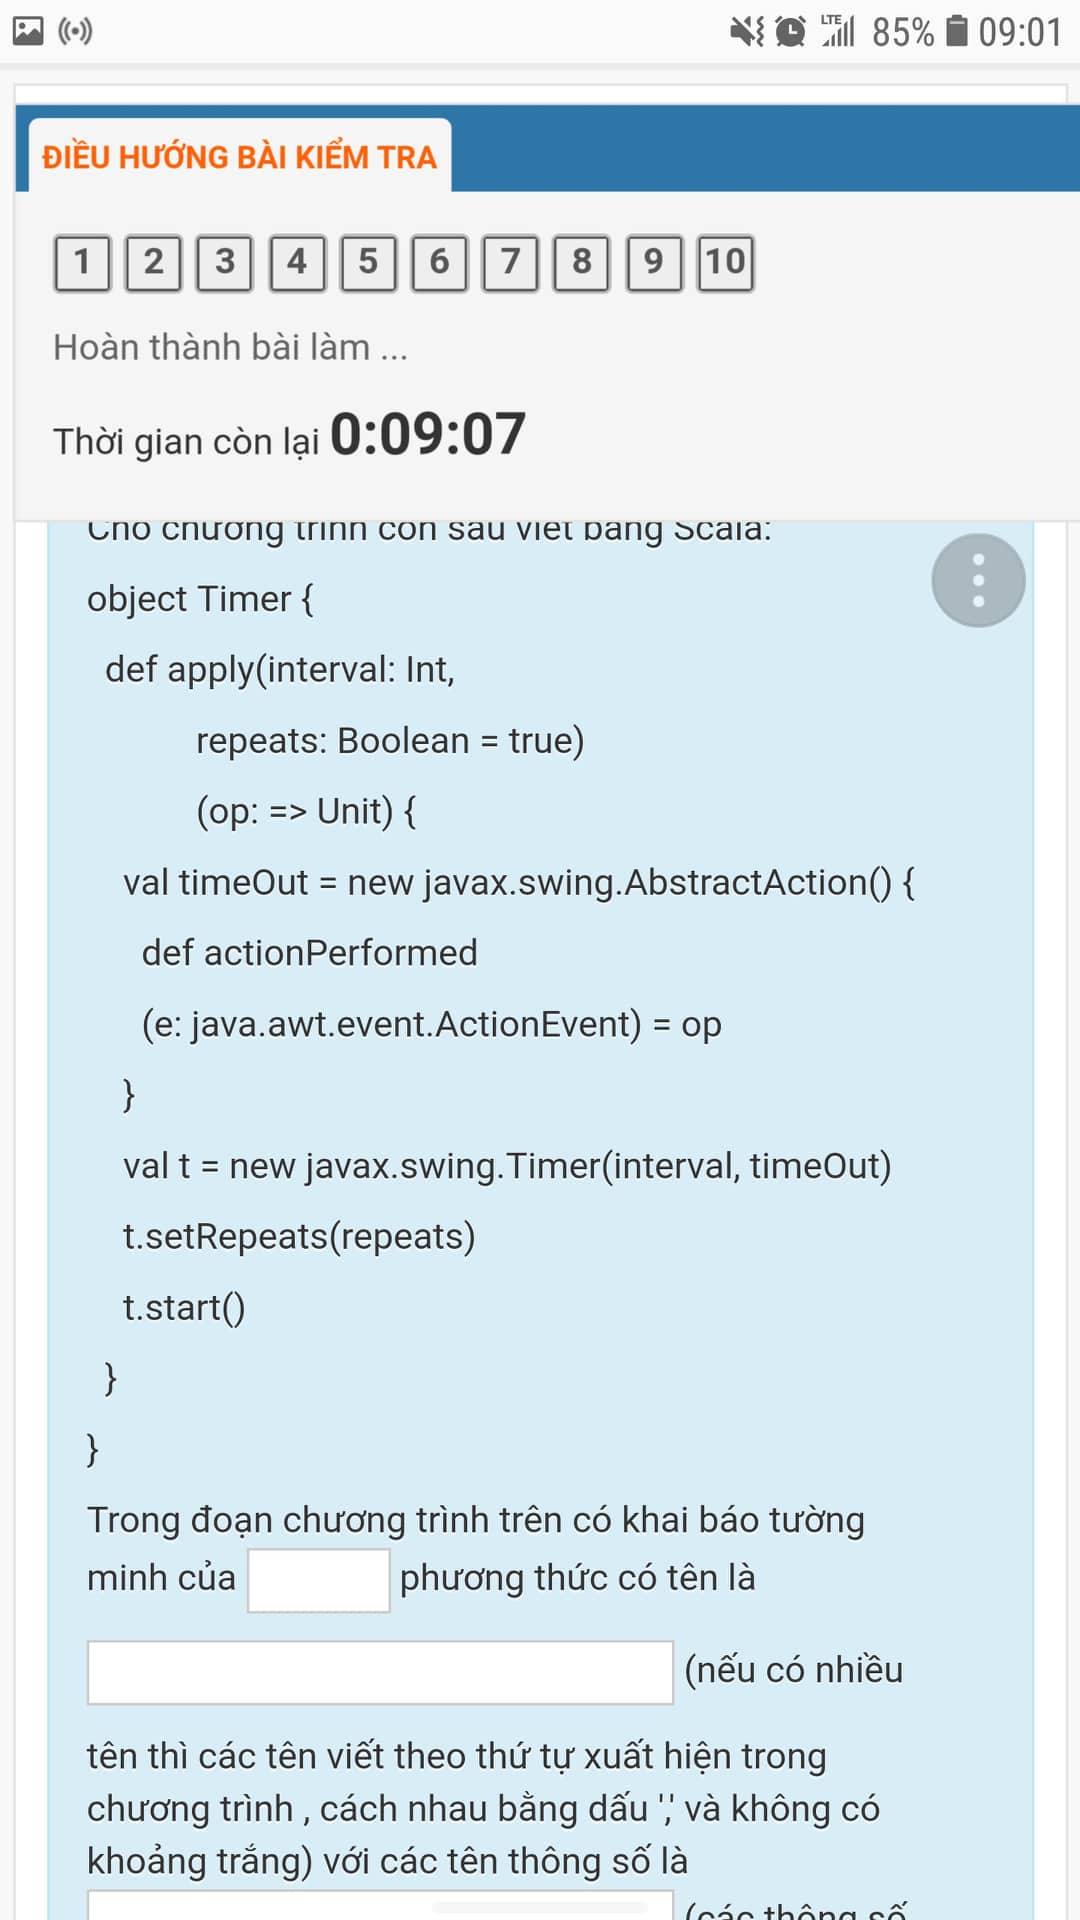 LTE 85% 09:01
ĐIỀU HƯỚNG BÀI KIỂM TRA
1 2 3 4 5 6 7 8 9 10
Hoàn thành bài làm ...
Thời gian còn lại 0:09:07
Cho chương trình con sau viết bằng Scala:
object Timer {
def apply(interval: Int,
repeats: Boolean = true)
(op: => Unit) {
val timeOut = new javax.swing.AbstractAction() {
def actionPerformed
(e: java.awt.event.ActionEvent) = op
}
val t = new javax.swing.Timer(interval, timeOut)
t.setRepeats(repeats)
t.start()
}
}
Trong đoạn chương trình trên có khai báo tường
minh của phương thức có tên là
(nếu có nhiều
tên thì các tên viết theo thứ tự xuất hiện trong
chương trình , cách nhau bằng dấu ',' và không có
khoảng trắng) với các tên thông số là
(các thông số